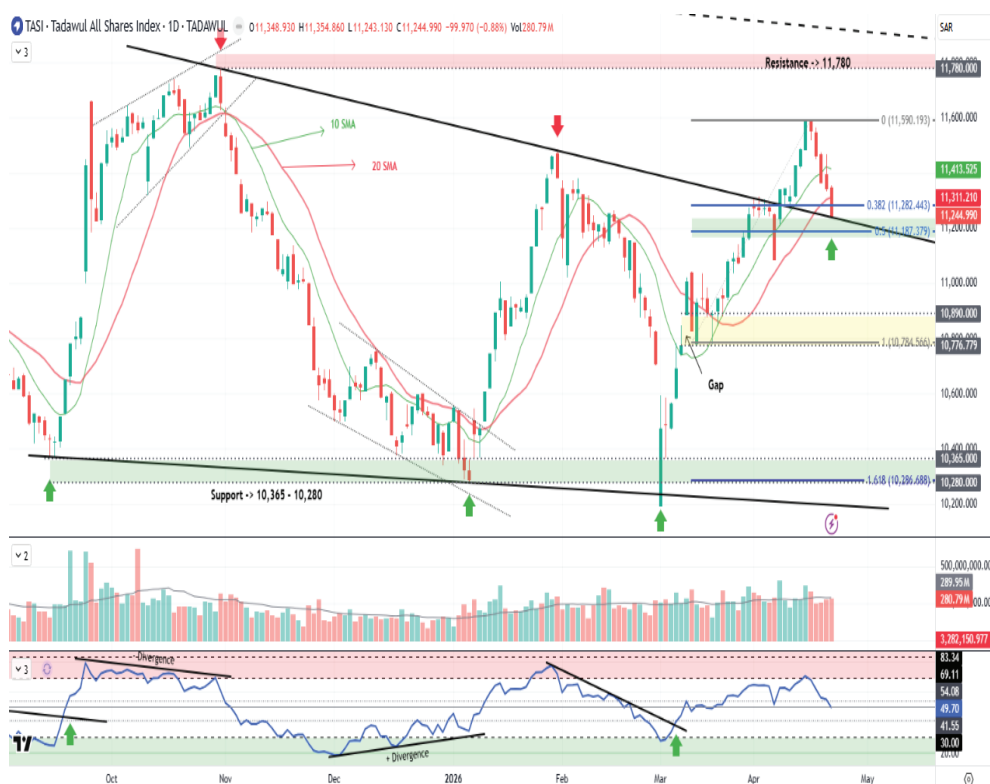 TASI · Tadawul All Shares Index · 1D · TADAWUL O11,348.930 H11,354.860 L11,243.130 C11,244.990 −99.970 (−0.88%) Vol280.79M
SAR
3
Resistance -> 11,780
11,780.000
10 SMA
20 SMA
0 (11,590.193)
11,600.000
11,413.525
11,311.210
0.382 (11,282.443)
11,244.990
11,200.000
0.5 (11,187.379)
11,000.000
10,890.000
1 (10,784.566)
10,776.779
Gap
10,600.000
10,400.000
10,365.000
Support -> 10,365 - 10,280
1.618 (10,286.688)
10,280.000
10,200.000
2
500,000,000.00
289.95M
280.79M
3,282,150.977
3
- Divergence
83.34
69.11
54.08
49.70
41.55
30.00
20.00
+ Divergence
Oct Nov Dec 2026 Feb Mar Apr May